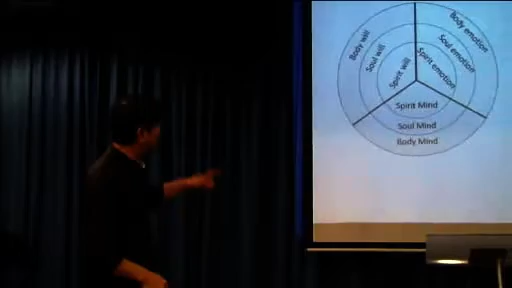 Body will
Soul will
Spirit will
Body emotion
Soul emotion
Spirit emotion
Spirit Mind
Soul Mind
Body Mind